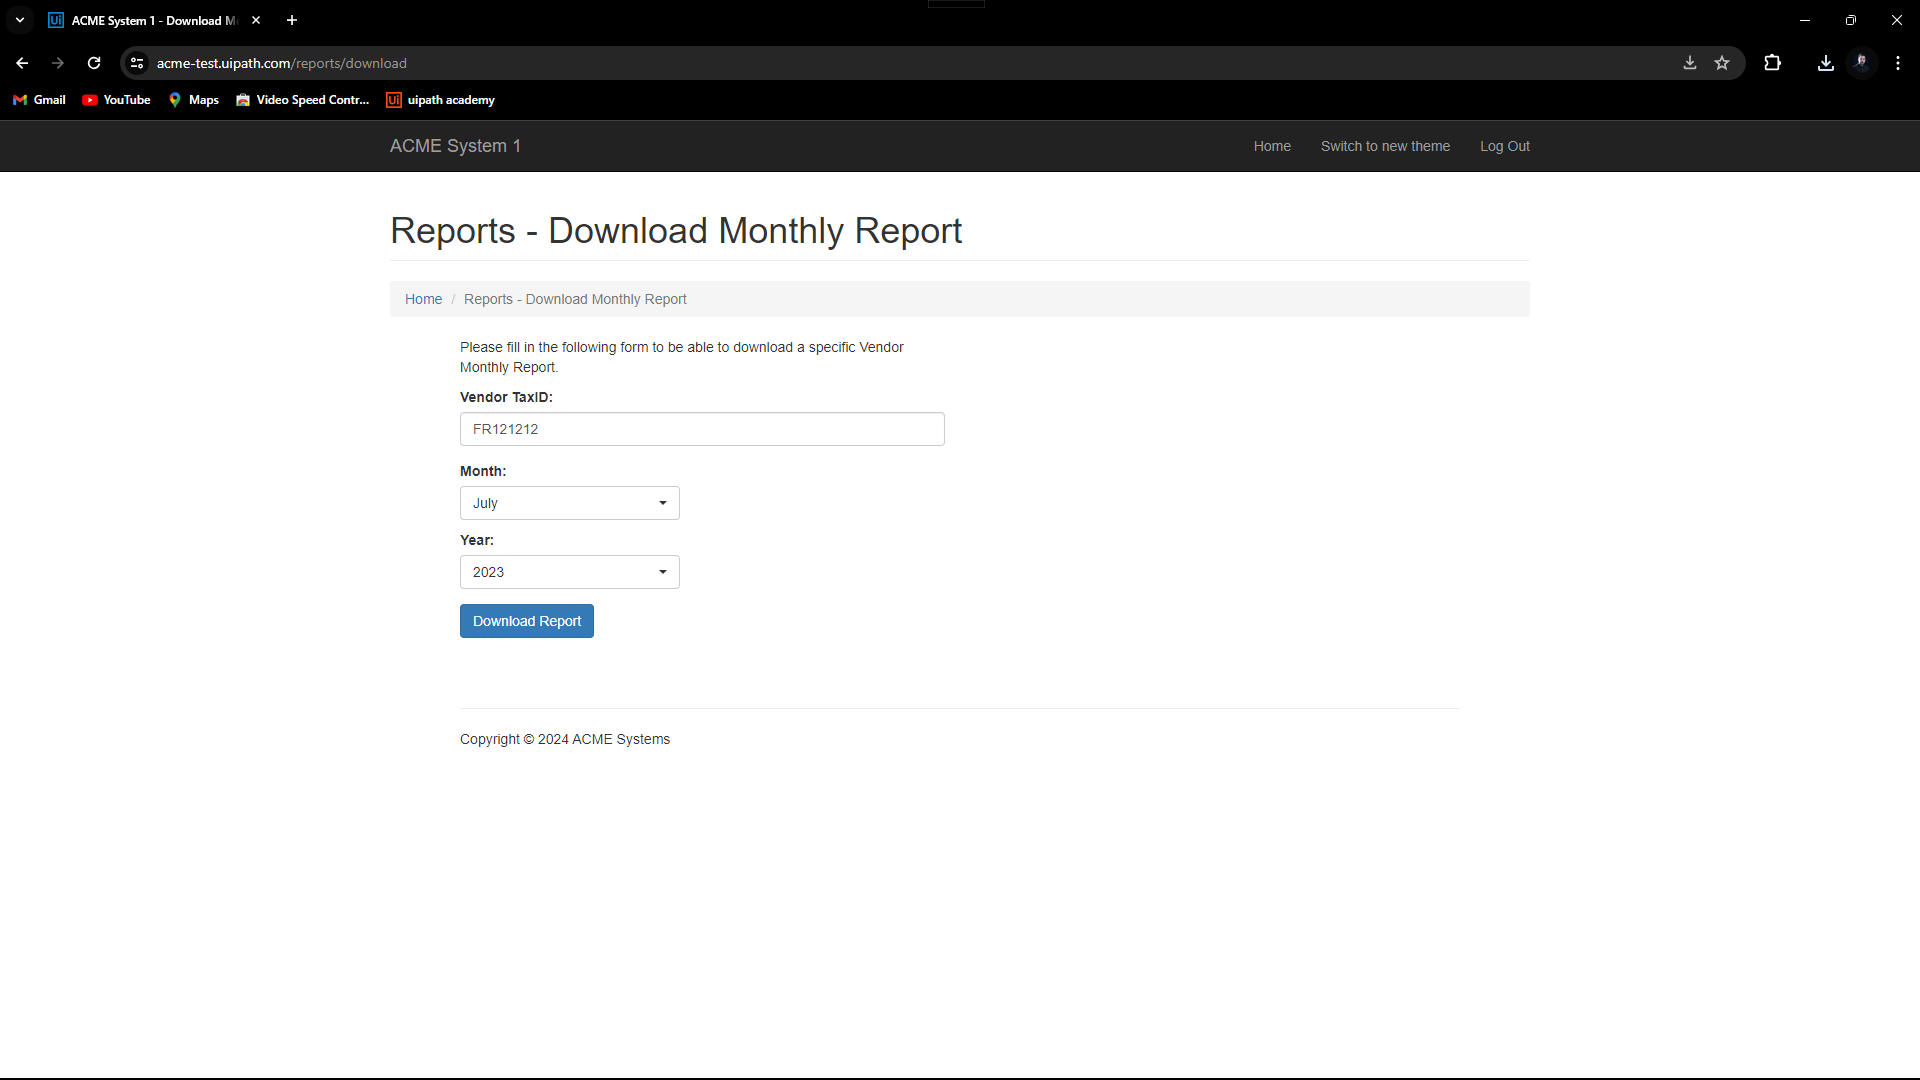 ACME System 1 - Download M
acme-test.uipath.com/reports/download
Gmail
YouTube
Maps
Video Speed Contr...
Ui
uipath academy
ACME System 1
Home
Switch to new theme
Log Out
Reports - Download Monthly Report
Home / Reports - Download Monthly Report
Please fill in the following form to be able to download a specific Vendor
Monthly Report.
Vendor TaxID:
FR121212
Month:
July
Year:
2023
Download Report
Copyright © 2024 ACME Systems